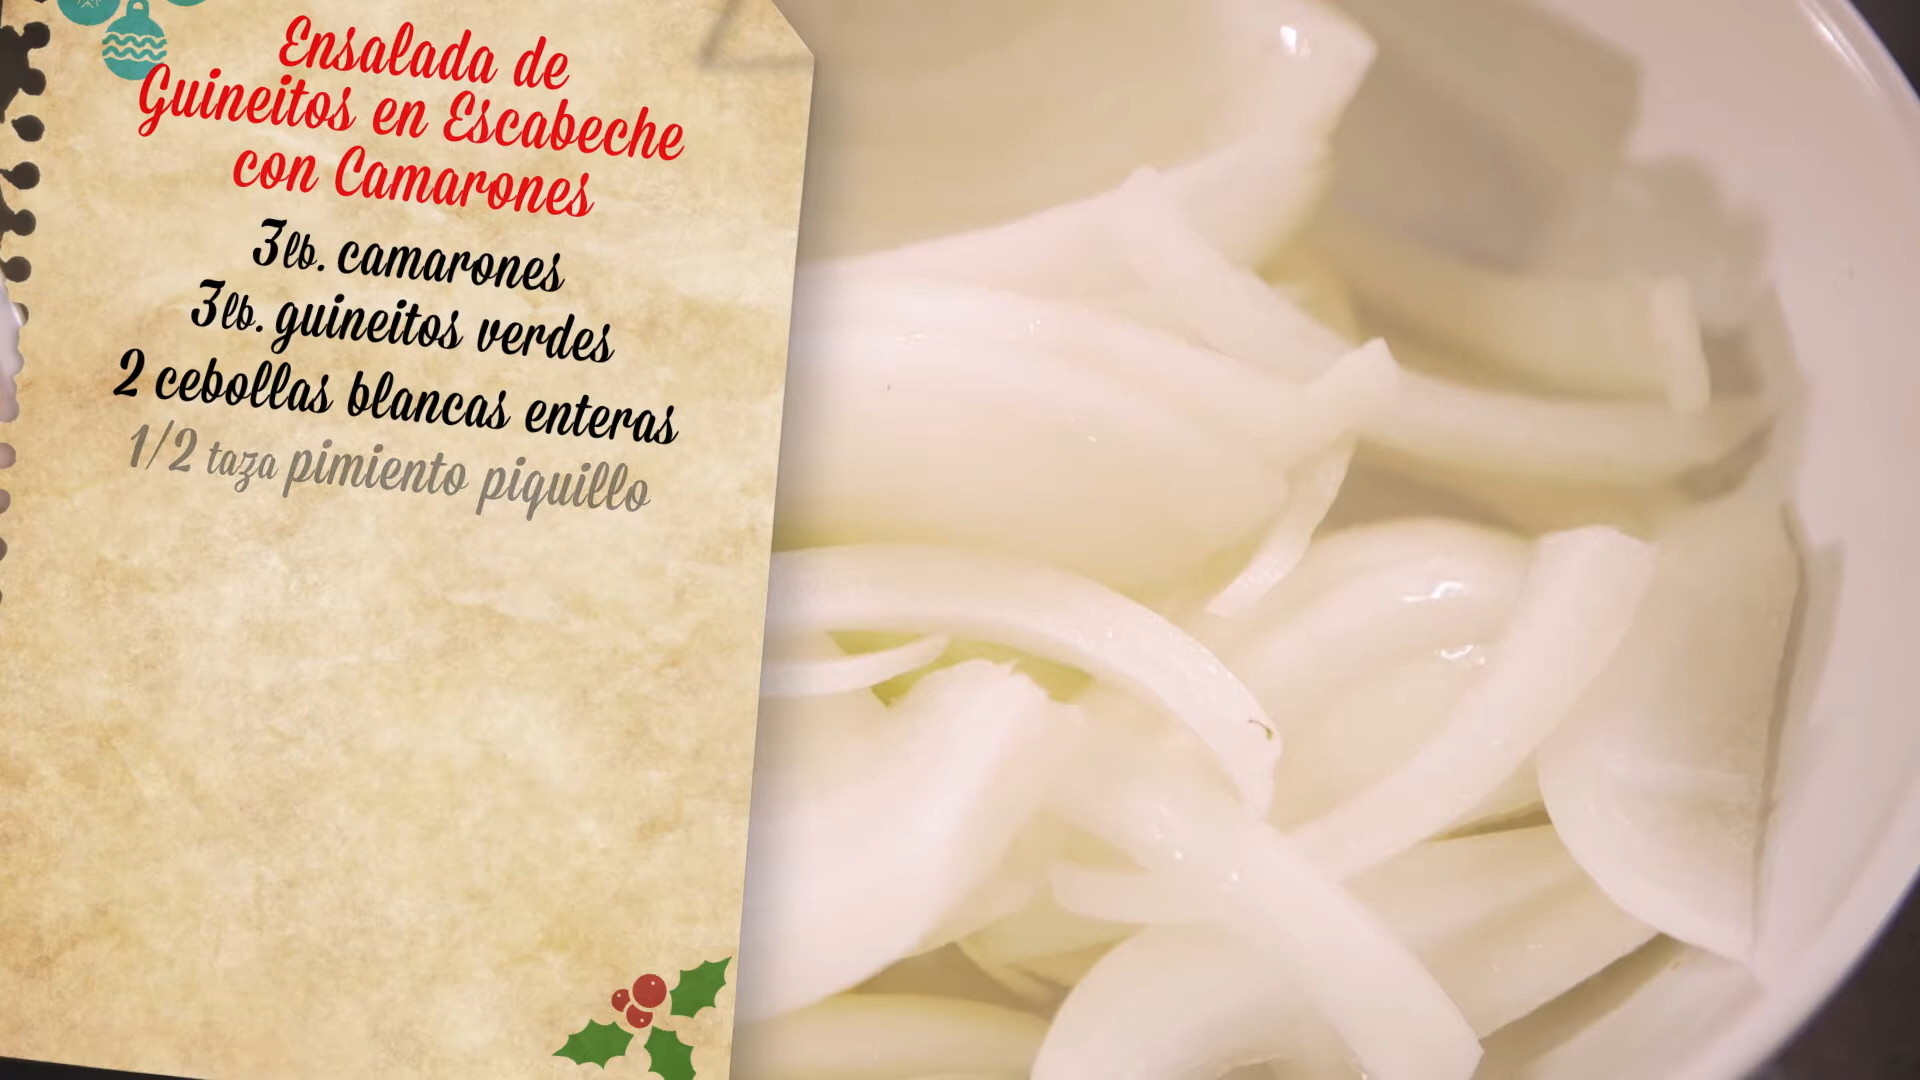 Ensalada de
Guineitos en Escabeche
con Camarones
3lb. camarones
3lb. guineitos verdes
2 cebollas blancas enteras
1/2 taza pimiento piquillo